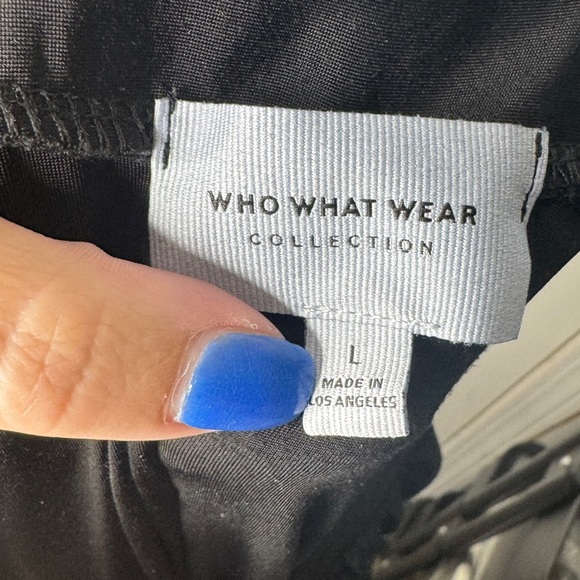 WHO WHAT WEAR
COLLECTION
L
MADE IN
LOS ANGELES